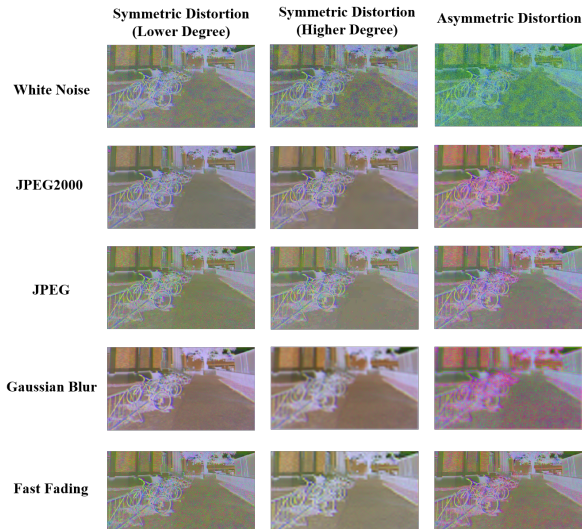 Symmetric Distortion
(Lower Degree)
Symmetric Distortion
(Higher Degree)
Asymmetric Distortion
White Noise
JPEG2000
JPEG
Gaussian Blur
Fast Fading